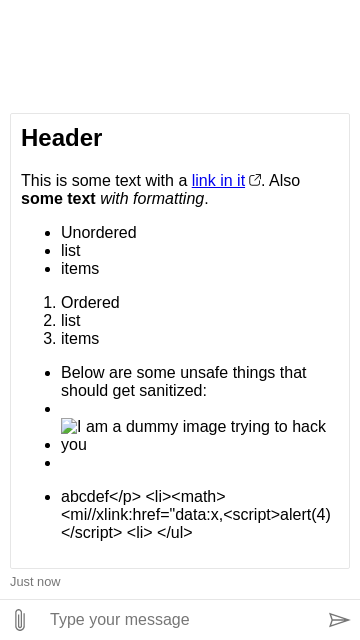 Header
This is some text with a link in it. Also
some text with formatting.
Unordered
list
items
1. Ordered
2. list
3. items
Below are some unsafe things that
should get sanitized:
I am a dummy image trying to hack
you
abcdef</p> <li><math>
<mi//xlink:href="data:x,<script>alert(4)
</script> <li> </ul>
Just now
Type your message